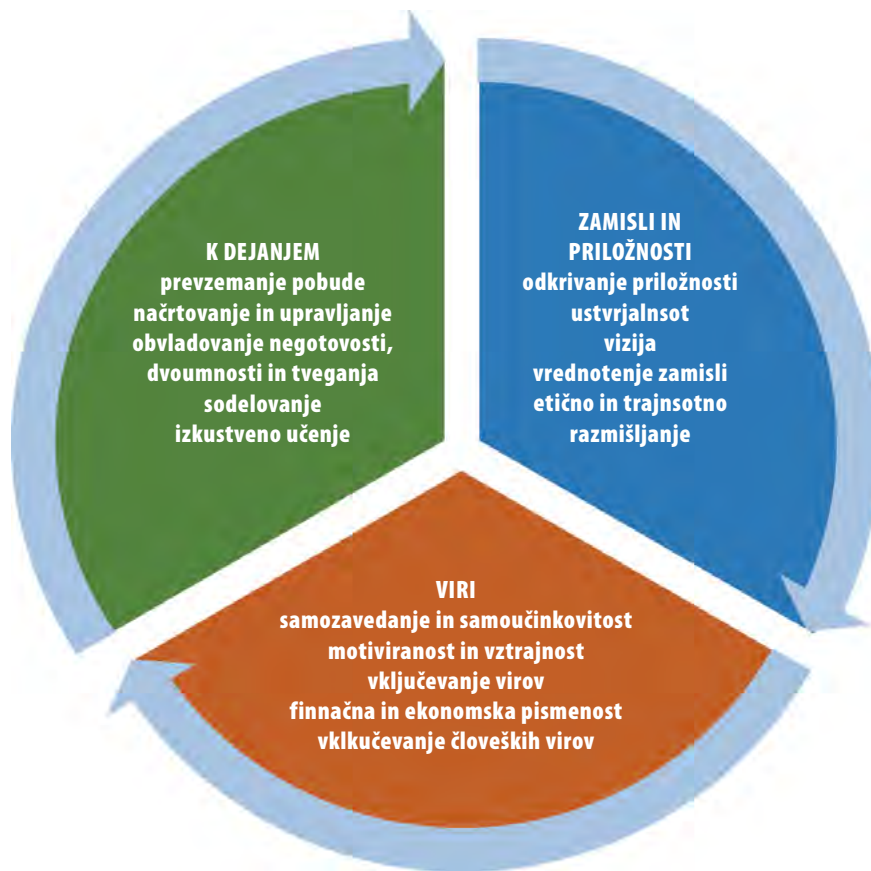 K DEJANJEM
prevzemanje pobude
načrtovanje in upravljanje
obvladovanje negotovosti,
dvoumnosti in tveganja
sodelovanje
izkustveno učenje
ZAMISLI IN
PRILOŽNOSTI
odkrivanje priložnosti
ustvrjalnsot
vizija
vrednotenje zamisli
etično in trajnsotno
razmišljanje
VIRI
samozavedanje in samoučinkovitost
motiviranost in vztrajnost
vključevanje virov
finnačna in ekonomska pismenost
vklkučevanje človeških virov